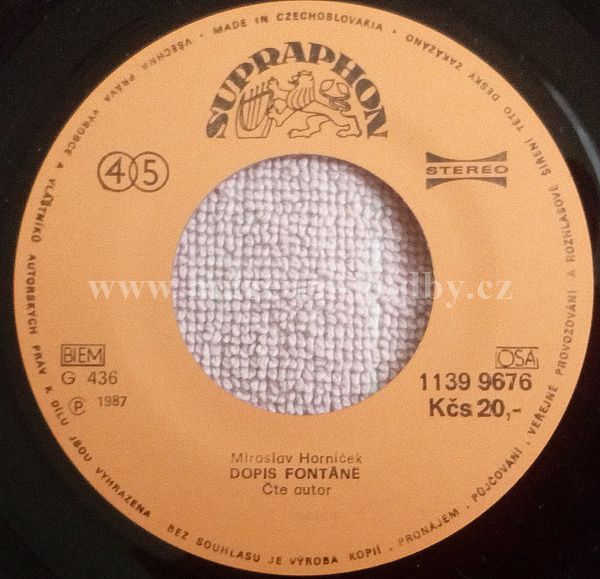 VŠECHNA PRÁVA VÝROBCE A VLASTNÍKŮ AUTORSKÝCH PRÁV K DÍLU JSOU VYHRAZENA
MADE IN CZECHOSLOVAKIA
ŠÍŘENÍ TÉTO DESKY ZAKÁZÁNO
BEZ SOUHLASU JE VÝROBA KOPIÍ · PRONÁJEM · PŮJČOVÁNÍ · VEŘEJNÉ PROVOZOVÁNÍ A ROZHLASOVÉ
SUPRAPHON
45
STEREO
.cz
BIEM
G 436
℗ 1987
OSA
1139 9676
Kčs 20,-
Miroslav Horníček
DOPIS FONTÁNĚ
Čte autor